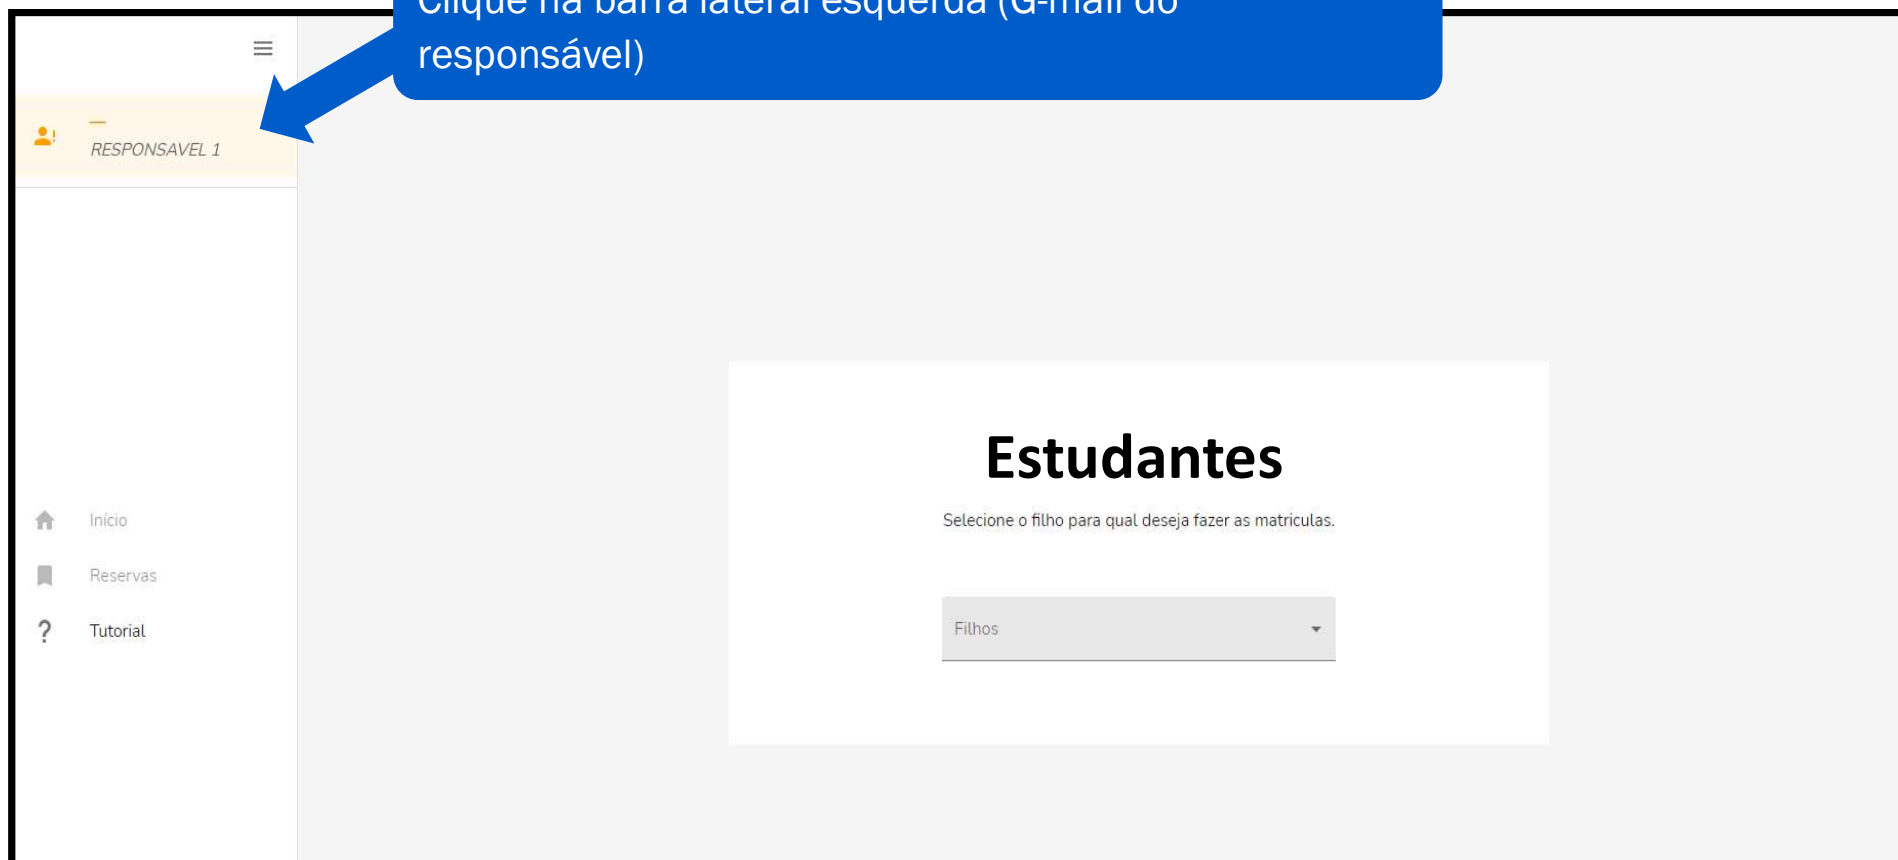 Clique na barra lateral esquerda (G-mail do
responsável)
—
RESPONSAVEL 1
Início
Reservas
? Tutorial
Estudantes
Selecione o filho para qual deseja fazer as matriculas.
Filhos